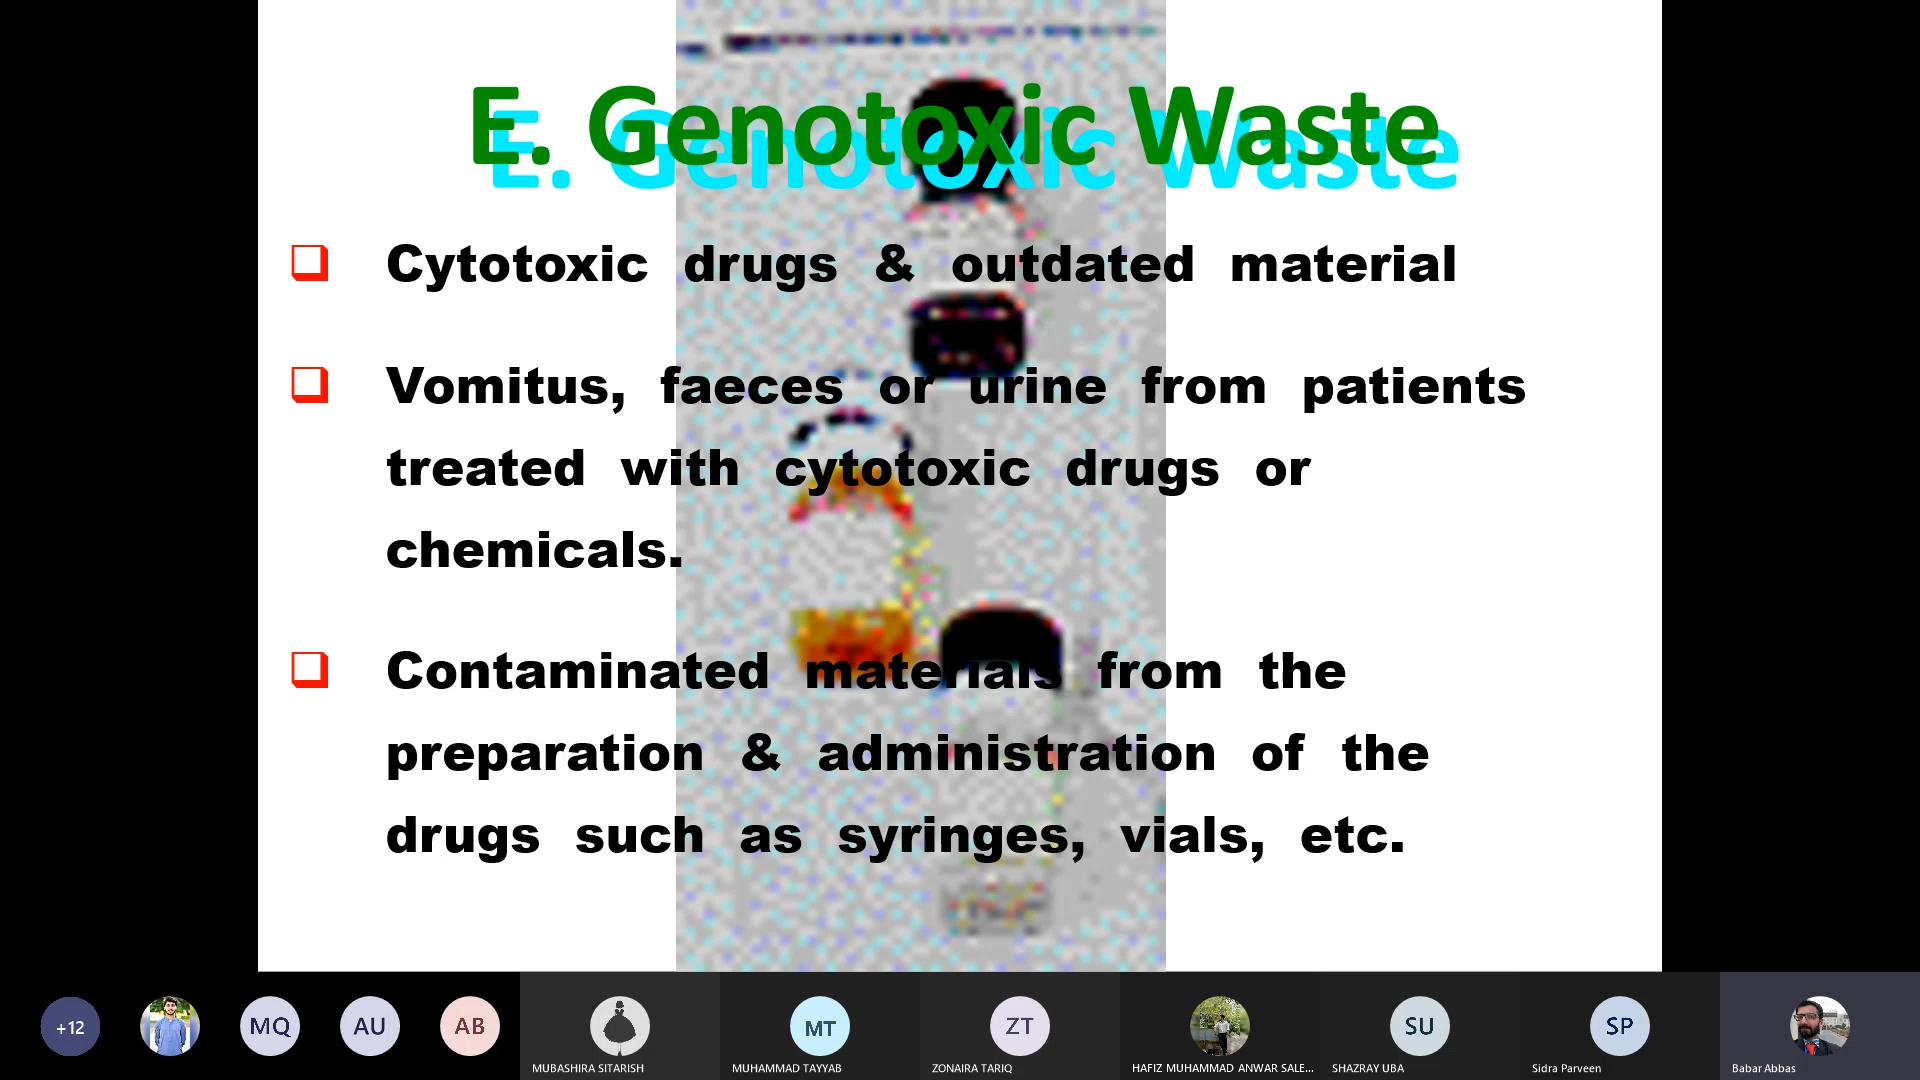 E. Genotoxic Waste
Cytotoxic drugs & outdated material
Vomitus, faeces or urine from patients
treated with cytotoxic drugs or
chemicals.
Contaminated materials from the
preparation & administration of the
drugs such as syringes, vials, etc.
+12
MQ
AU
AB
MT
ZT
SU
SP
MUBASHIRA SITARISH
MUHAMMAD TAYYAB
ZONAIRA TARIQ
HAFIZ MUHAMMAD ANWAR SALE...
SHAZRAY UBA
Sidra Parveen
Babar Abbas